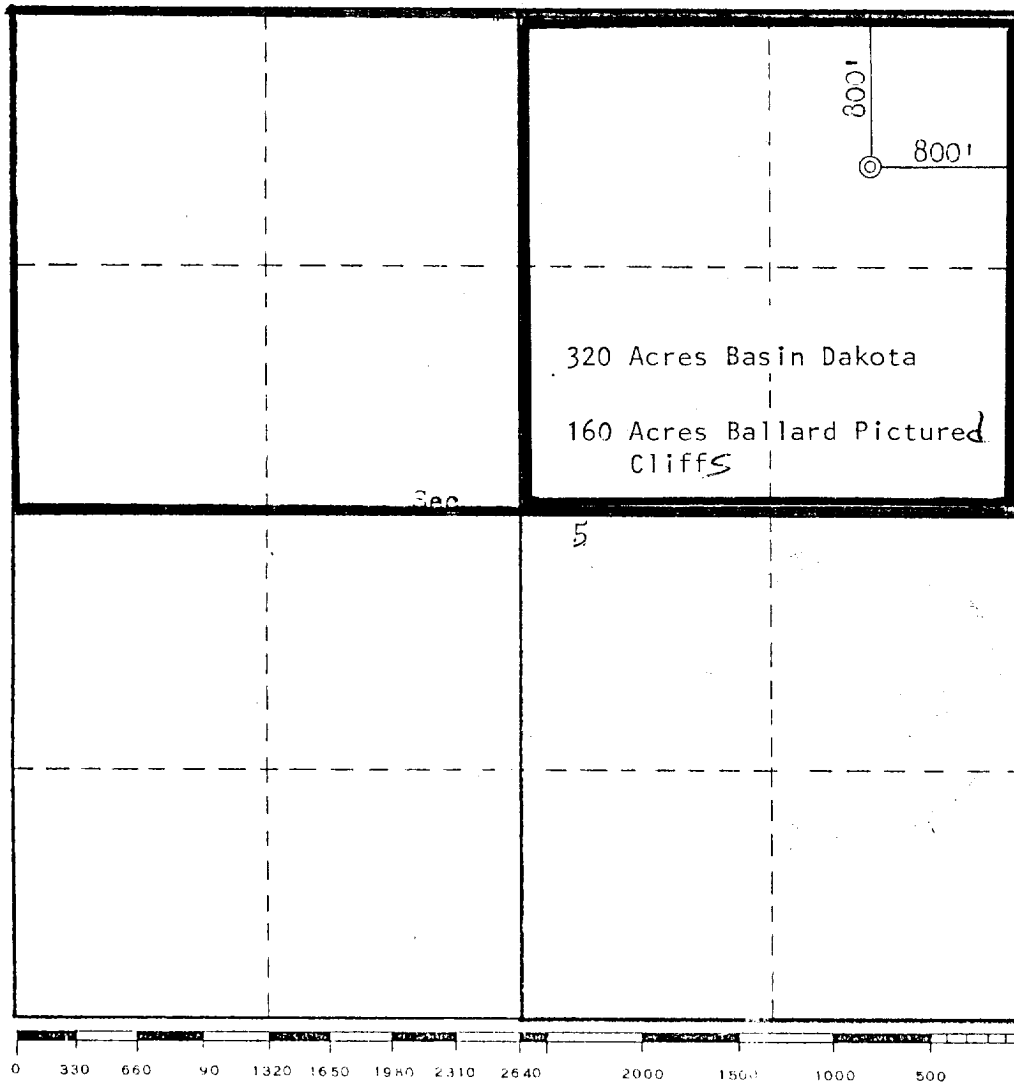 800'
800'
320 Acres Basin Dakota
160 Acres Ballard Pictured
Cliffs
Sec
5
0 330 660 90 1320 1650 1980 2310 2640 2000 1500 1000 500